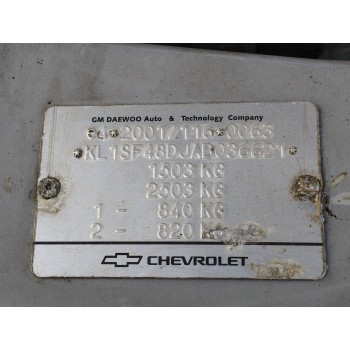 GM DAEWOO Auto & Technology Company
e4*2001/116*0063
*KL1SF48DJAB036621*
1503 KG
2503 KG
1 - 840 KG
2 - 820 KG
CHEVROLET